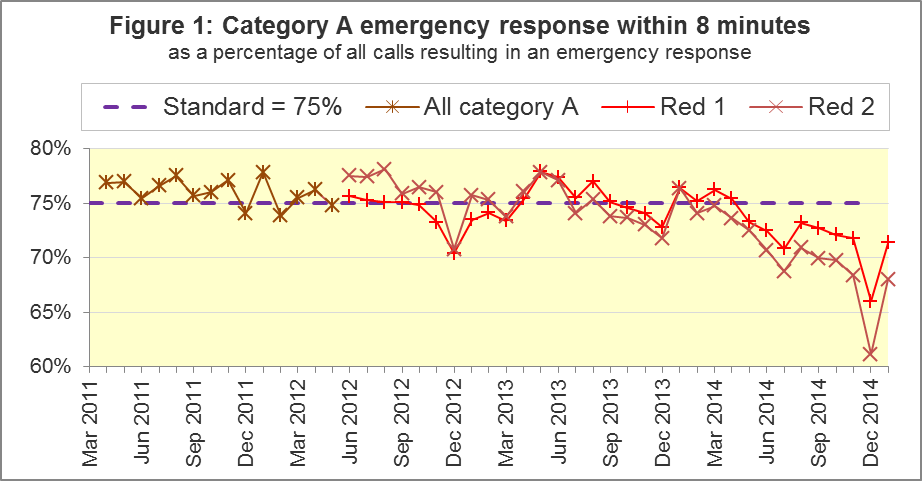 Figure 1: Category A emergency response within 8 minutes
as a percentage of all calls resulting in an emergency response
Standard = 75% All category A Red 1 Red 2
80%
75%
70%
65%
60%
Mar 2011
Jun 2011
Sep 2011
Dec 2011
Mar 2012
Jun 2012
Sep 2012
Dec 2012
Mar 2013
Jun 2013
Sep 2013
Dec 2013
Mar 2014
Jun 2014
Sep 2014
Dec 2014